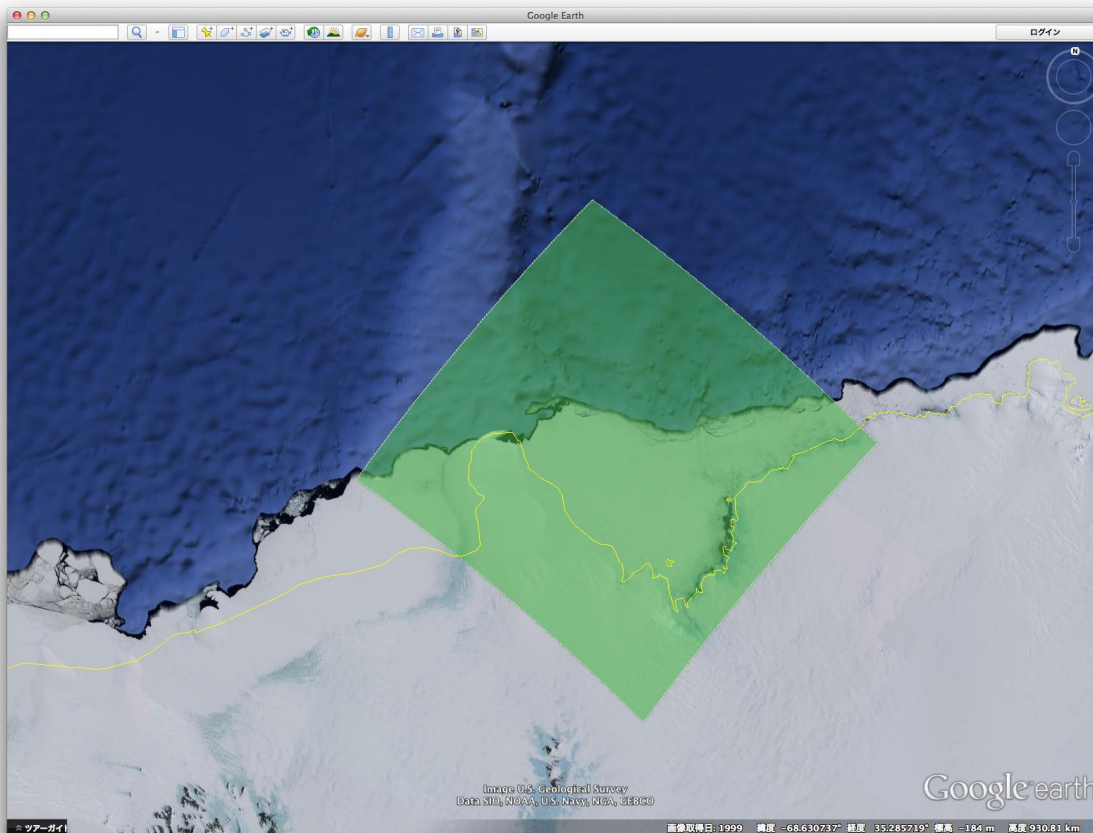 Google Earth
ログイン
N
Image U.S. Geological Survey
Data SIO, NOAA, U.S. Navy, NGA, GEBCO
Google earth
ツアーガイド
画像取得日: 1999 緯度 -68.630737° 経度 35.285719° 標高 -184 m 高度 930.81 km